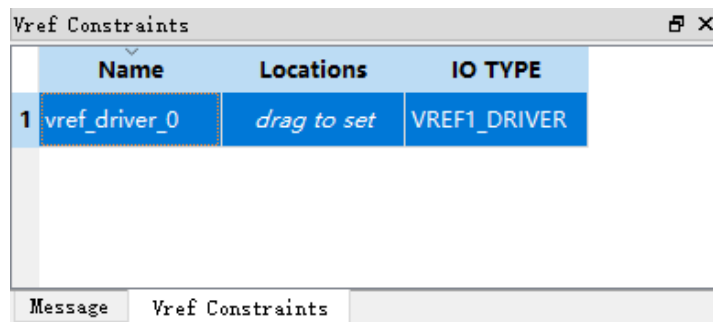 Vref Constraints
Name Locations IO TYPE
1 vref_driver_0 drag to set VREF1_DRIVER
Message Vref Constraints